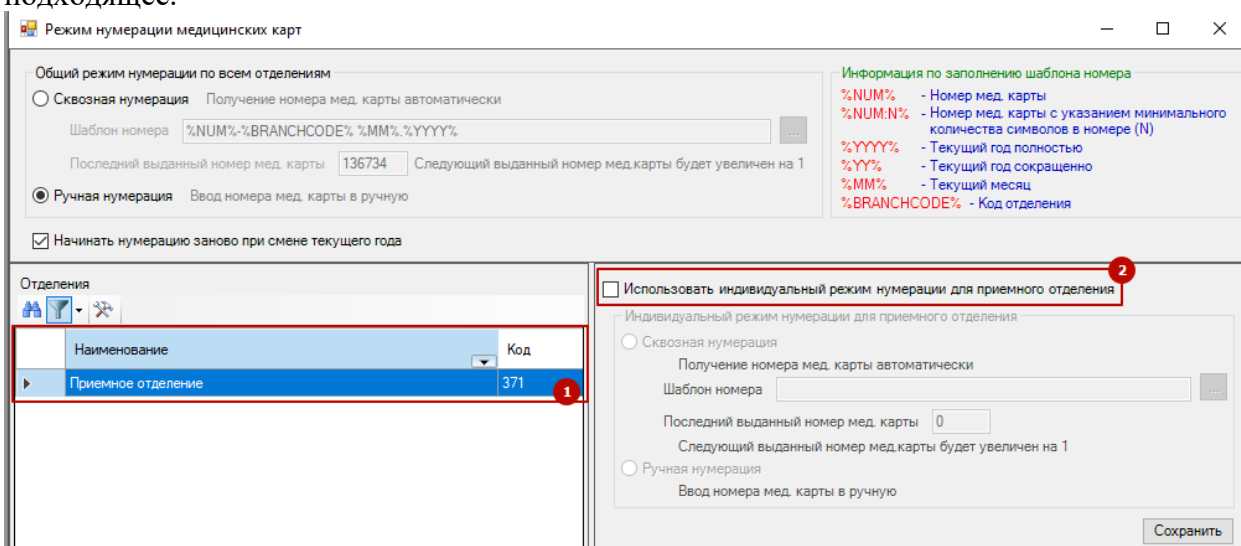 подходящее.
Режим нумерации медицинских карт
Общий режим нумерации по всем отделениям
Сквозная нумерация Получение номера мед. карты автоматически
Шаблон номера %NUM%-%BRANCHCODE% %MM%.%YYYY% ...
Последний выданный номер мед. карты 136734 Следующий выданный номер мед.карты будет увеличен на 1
Ручная нумерация Ввод номера мед. карты в ручную
Начинать нумерацию заново при смене текущего года
Информация по заполнению шаблона номера
%NUM% - Номер мед. карты
%NUM:N% - Номер мед. карты с указанием минимального
количества символов в номере (N)
%YYYY% - Текущий год полностью
%YY% - Текущий год сокращенно
%MM% - Текущий месяц
%BRANCHCODE% - Код отделения
Отделения
Наименование Код
Приемное отделение 371
1
2
Использовать индивидуальный режим нумерации для приемного отделения
Индивидуальный режим нумерации для приемного отделения
Сквозная нумерация
Получение номера мед. карты автоматически
Шаблон номера ...
Последний выданный номер мед. карты 0
Следующий выданный номер мед.карты будет увеличен на 1
Ручная нумерация
Ввод номера мед. карты в ручную
Сохранить